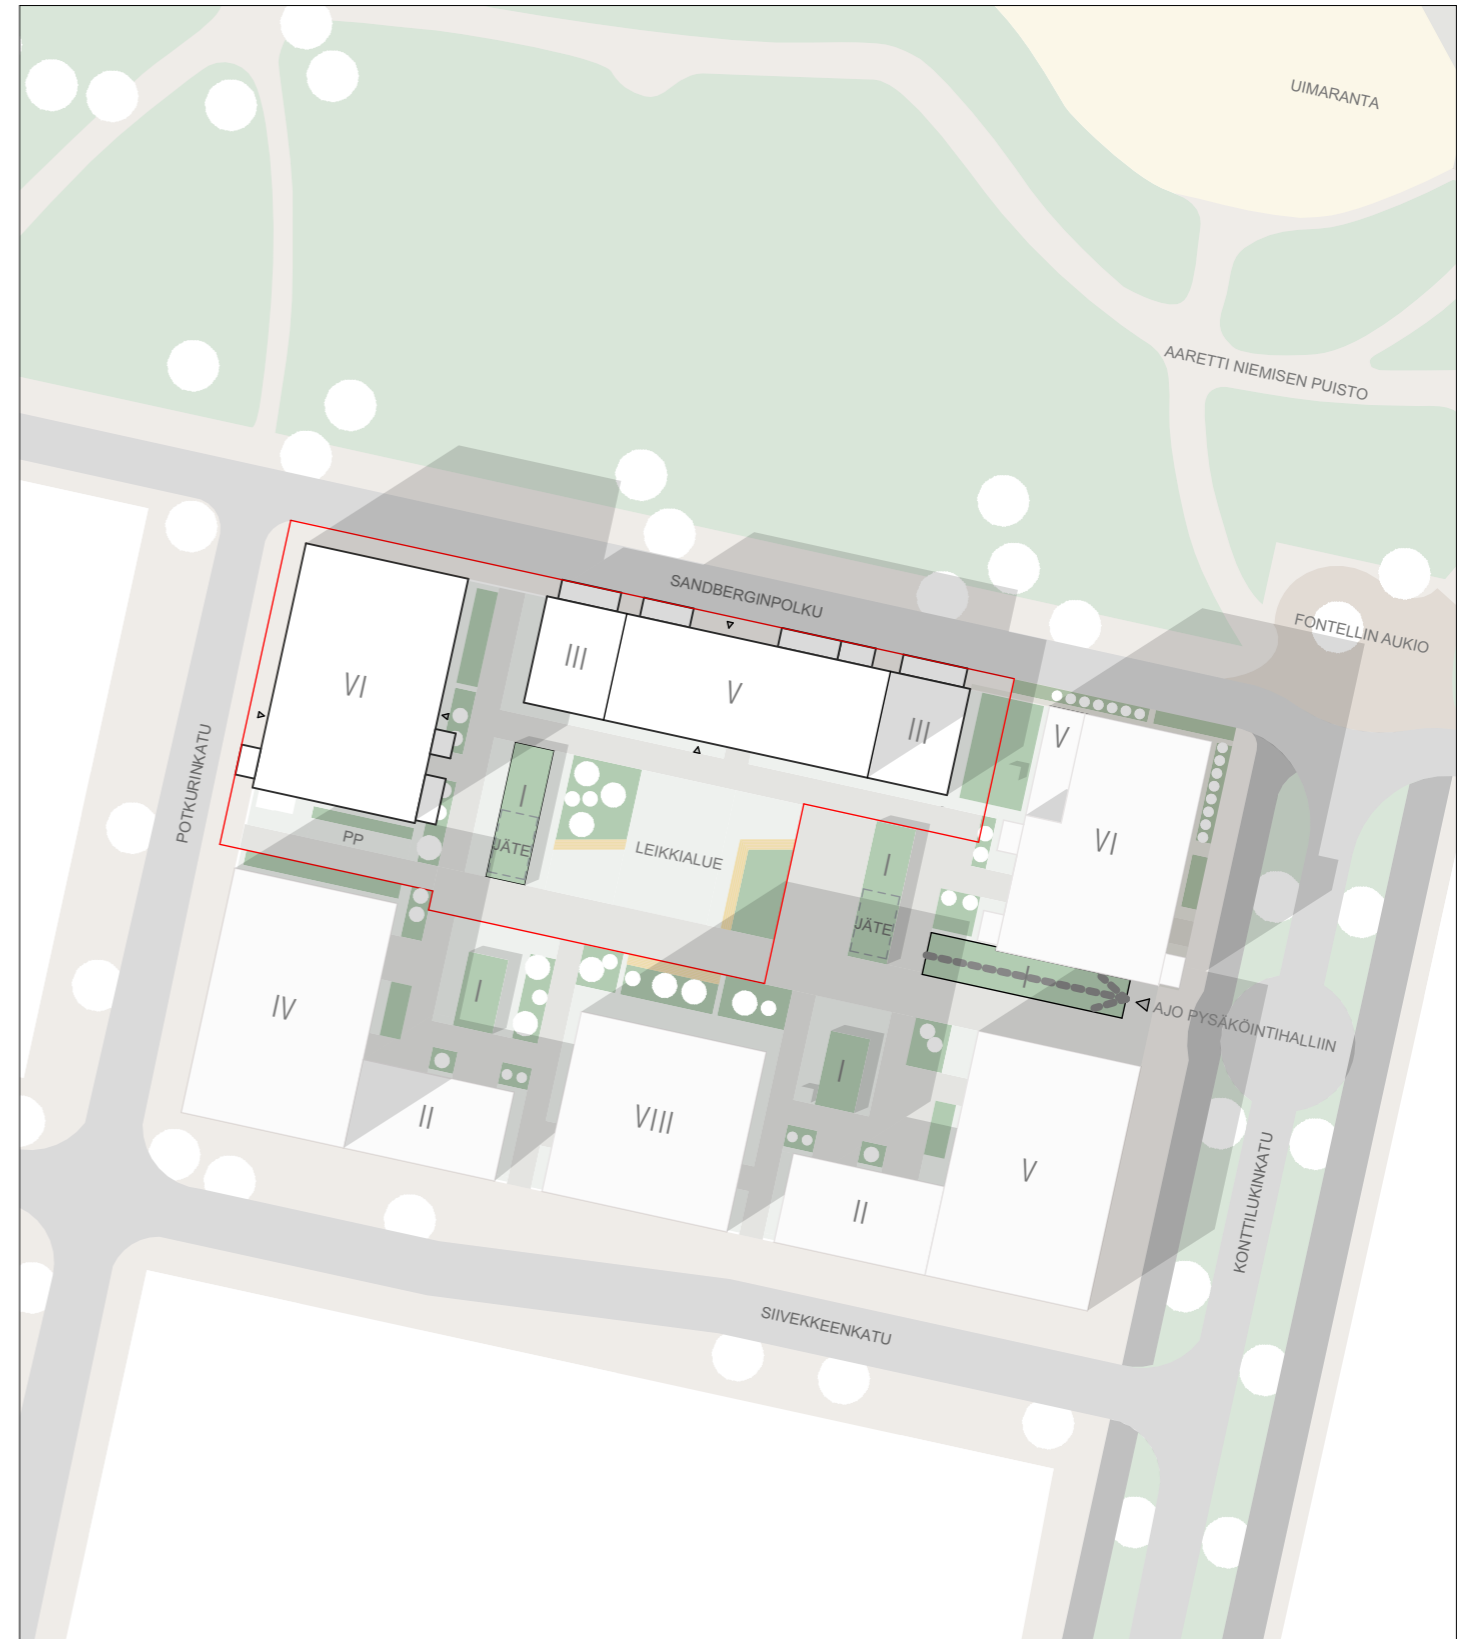 UIMARANTA
AARETTI NIEMISEN PUISTO
SANDBERGINPOLKU
FONTELLIN AUKIO
III
VI
V
III
V
POTKURINKATU
I
JÄTE
PP
LEIKKIALUE
I
JÄTE
VI
I
I
IV
AJO PYSÄKÖINTIHALLIIN
I
II
VIII
V
II
KONTTILUKINKATU
SIIVEKKEENKATU